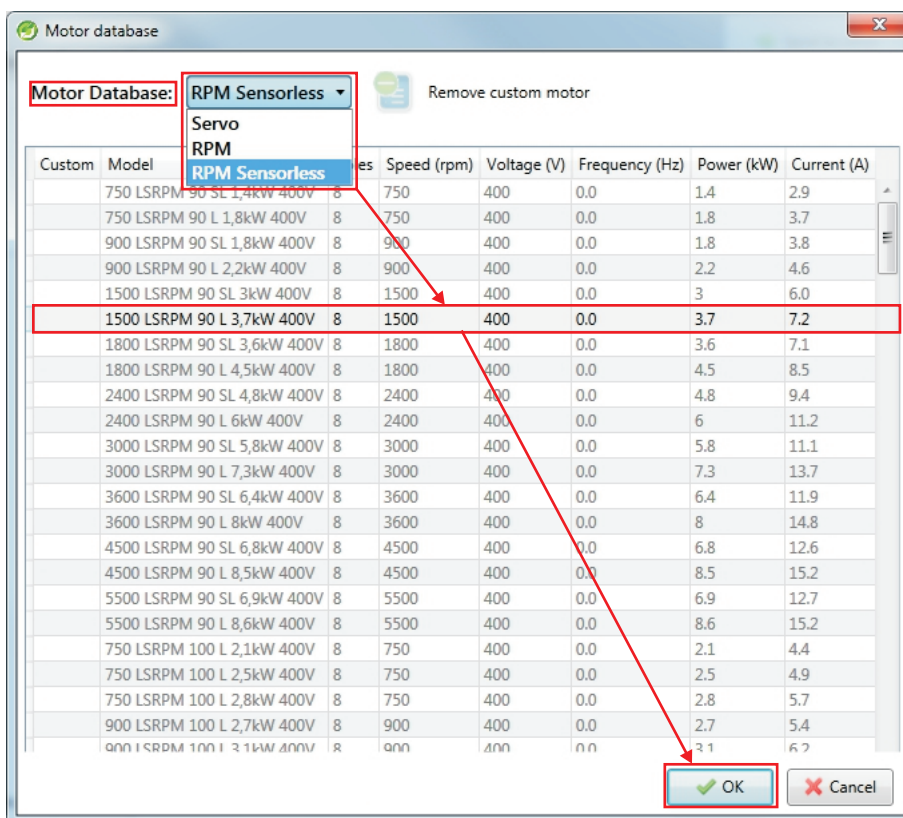 Motor database
Motor Database: RPM Sensorless Remove custom motor
Servo
RPM
RPM Sensorless
Custom Model es Speed (rpm) Voltage (V) Frequency (Hz) Power (kW) Current (A)
750 LSRPM 90 SL 1,4kW 400V 8 750 400 0.0 1.4 2.9
750 LSRPM 90 L 1,8kW 400V 8 750 400 0.0 1.8 3.7
900 LSRPM 90 SL 1,8kW 400V 8 900 400 0.0 1.8 3.8
900 LSRPM 90 L 2,2kW 400V 8 900 400 0.0 2.2 4.6
1500 LSRPM 90 SL 3kW 400V 8 1500 400 0.0 3 6.0
1500 LSRPM 90 L 3,7kW 400V 8 1500 400 0.0 3.7 7.2
1800 LSRPM 90 SL 3,6kW 400V 8 1800 400 0.0 3.6 7.1
1800 LSRPM 90 L 4,5kW 400V 8 1800 400 0.0 4.5 8.5
2400 LSRPM 90 SL 4,8kW 400V 8 2400 400 0.0 4.8 9.4
2400 LSRPM 90 L 6kW 400V 8 2400 400 0.0 6 11.2
3000 LSRPM 90 SL 5,8kW 400V 8 3000 400 0.0 5.8 11.1
3000 LSRPM 90 L 7,3kW 400V 8 3000 400 0.0 7.3 13.7
3600 LSRPM 90 SL 6,4kW 400V 8 3600 400 0.0 6.4 11.9
3600 LSRPM 90 L 8kW 400V 8 3600 400 0.0 8 14.8
4500 LSRPM 90 SL 6,8kW 400V 8 4500 400 0.0 6.8 12.6
4500 LSRPM 90 L 8,5kW 400V 8 4500 400 0.0 8.5 15.2
5500 LSRPM 90 SL 6,9kW 400V 8 5500 400 0.0 6.9 12.7
5500 LSRPM 90 L 8,6kW 400V 8 5500 400 0.0 8.6 15.2
750 LSRPM 100 L 2,1kW 400V 8 750 400 0.0 2.1 4.4
750 LSRPM 100 L 2,5kW 400V 8 750 400 0.0 2.5 4.9
750 LSRPM 100 L 2,8kW 400V 8 750 400 0.0 2.8 5.7
900 LSRPM 100 L 2,7kW 400V 8 900 400 0.0 2.7 5.4
900 LSRPM 100 L 3,1kW 400V 8 900 400 0.0 3.1 6.2
OK Cancel